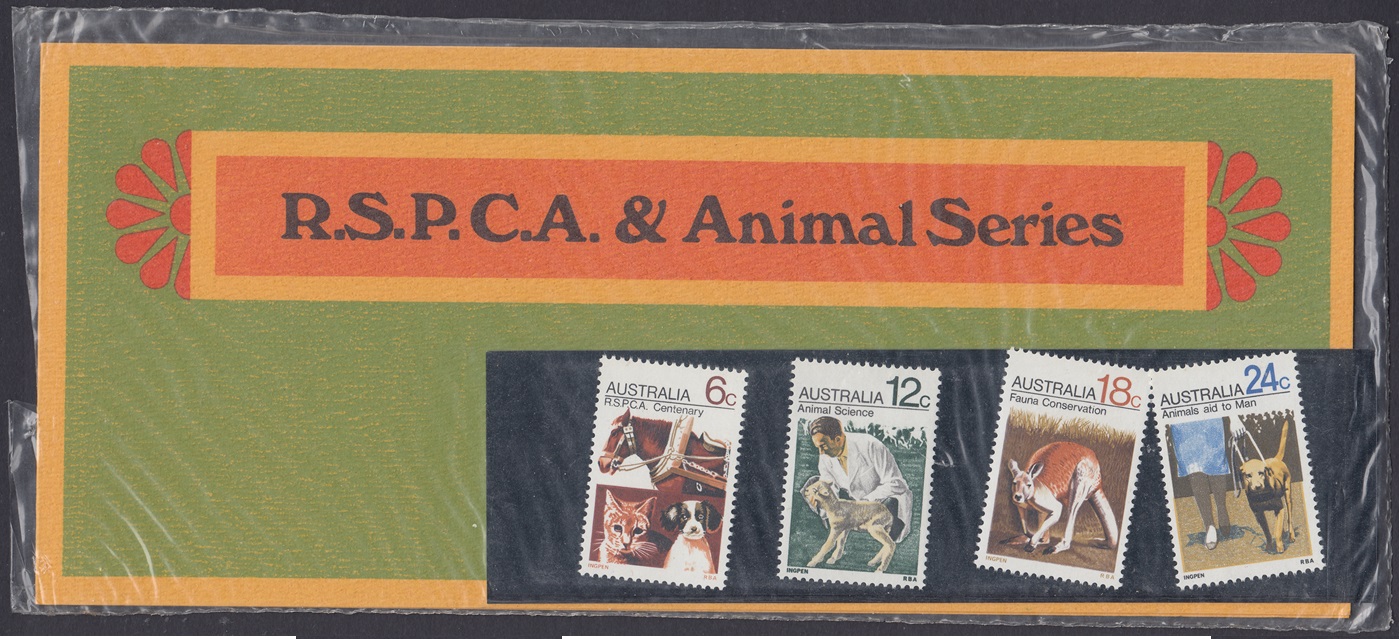 R.S.P.C.A. & Animal Series
AUSTRALIA 6c
R.S.P.C.A. Centenary
INGPEN RBA
AUSTRALIA 12c
Animal Science
INGPEN RBA
AUSTRALIA 18c
Fauna Conservation
INGPEN RBA
AUSTRALIA 24c
Animals aid to Man
INGPEN RBA